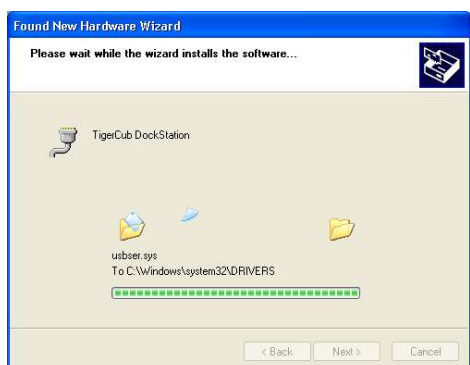 Found New Hardware Wizard
Please wait while the wizard installs the software...
TigerCub DockStation
usbser.sys
To C:\Windows\system32\DRIVERS
< Back Next > Cancel